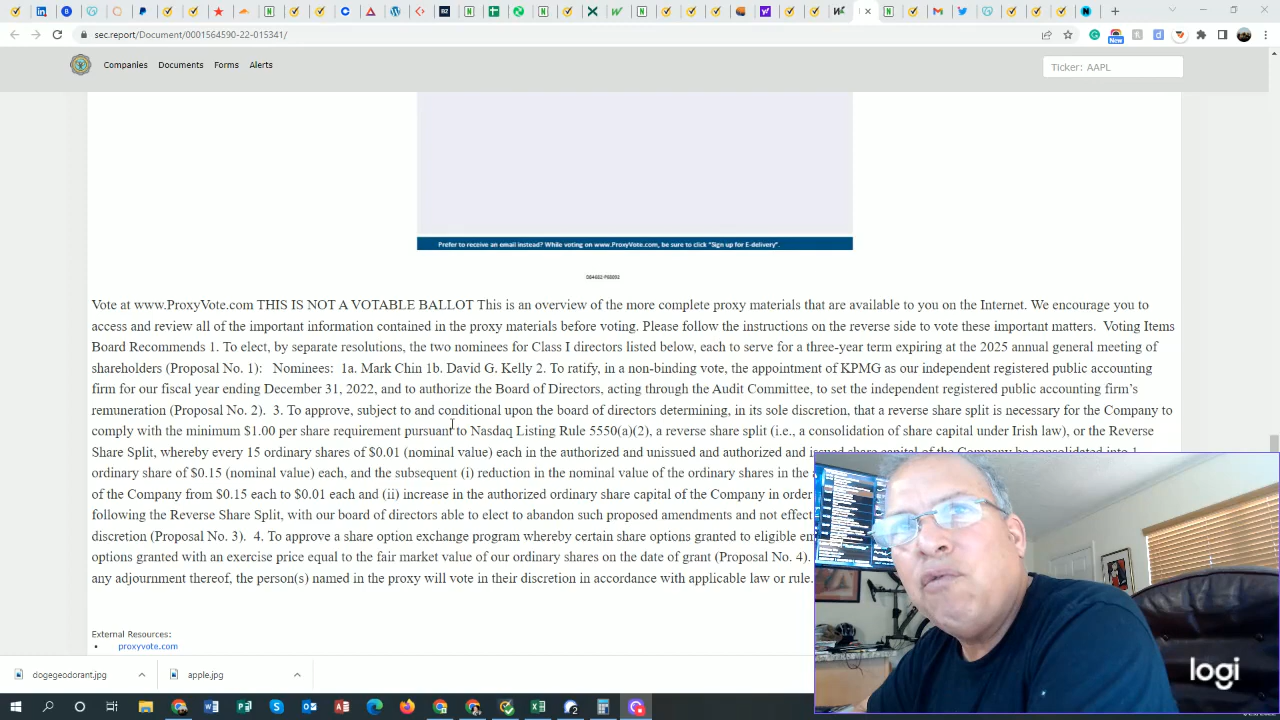 sec.report/Document/0001564590-22-015341/
New
Companies Documents Forms Alerts
Ticker: AAPL
Prefer to receive an email instead? While voting on www.ProxyVote.com, be sure to click "Sign up for E-delivery".
Vote at www.ProxyVote.com THIS IS NOT A VOTABLE BALLOT This is an overview of the more complete proxy materials that are available to you on the Internet. We encourage you to
access and review all of the important information contained in the proxy materials before voting. Please follow the instructions on the reverse side to vote these important matters. Voting Items
Board Recommends 1. To elect, by separate resolutions, the two nominees for Class I directors listed below, each to serve for a three-year term expiring at the 2025 annual general meeting of
shareholders (Proposal No. 1): Nominees: 1a. Mark Chin 1b. David G. Kelly 2. To ratify, in a non-binding vote, the appointment of KPMG as our independent registered public accounting
firm for our fiscal year ending December 31, 2022, and to authorize the Board of Directors, acting through the Audit Committee, to set the independent registered public accounting firm's
remuneration (Proposal No. 2). 3. To approve, subject to and conditional upon the board of directors determining, in its sole discretion, that a reverse share split is necessary for the Company to
comply with the minimum $1.00 per share requirement pursuant to Nasdaq Listing Rule 5550(a)(2), a reverse share split (i.e., a consolidation of share capital under Irish law), or the Reverse
Share Split, whereby every 15 ordinary shares of $0.01 (nominal value) each in the authorized and unissued and authorized and issued share capital of the Company be consolidated into 1
ordinary share of $0.15 (nominal value) each, and the subsequent (i) reduction in the nominal value of the ordinary shares in the
of the Company from $0.15 each to $0.01 each and (ii) increase in the authorized ordinary share capital of the Company in order
following the Reverse Share Split, with our board of directors able to elect to abandon such proposed amendments and not effect
discretion (Proposal No. 3). 4. To approve a share option exchange program whereby certain share options granted to eligible em
options granted with an exercise price equal to the fair market value of our ordinary shares on the date of grant (Proposal No. 4).
any adjournment thereof, the person(s) named in the proxy will vote in their discretion in accordance with applicable law or rule.
External Resources:
proxyvote.com
dogegeodorant.jpg
apple.jpg
logi